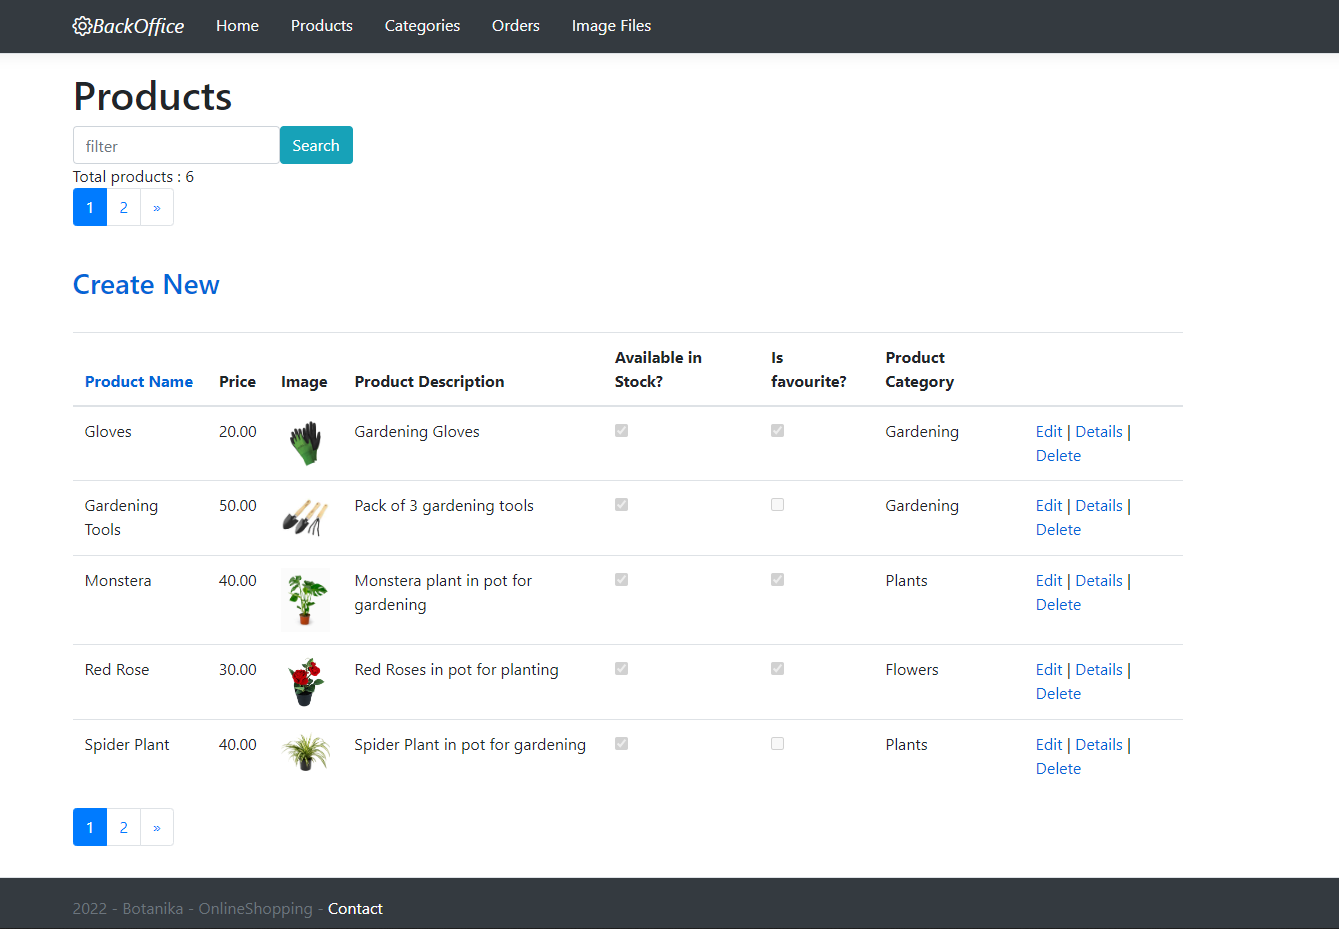 BackOffice Home Products Categories Orders Image Files
Products
filter Search
Total products : 6
1 2 »
Create New
Product Name Price Image Product Description Available in Stock? Is favourite? Product Category
Gloves 20.00 Gardening Gloves Gardening Edit | Details |
Delete
Gardening 50.00 Pack of 3 gardening tools Gardening Edit | Details |
Tools Delete
Monstera 40.00 Monstera plant in pot for Plants Edit | Details |
gardening Delete
Red Rose 30.00 Red Roses in pot for planting Flowers Edit | Details |
Delete
Spider Plant 40.00 Spider Plant in pot for gardening Plants Edit | Details |
Delete
1 2 »
2022 - Botanika - OnlineShopping - Contact